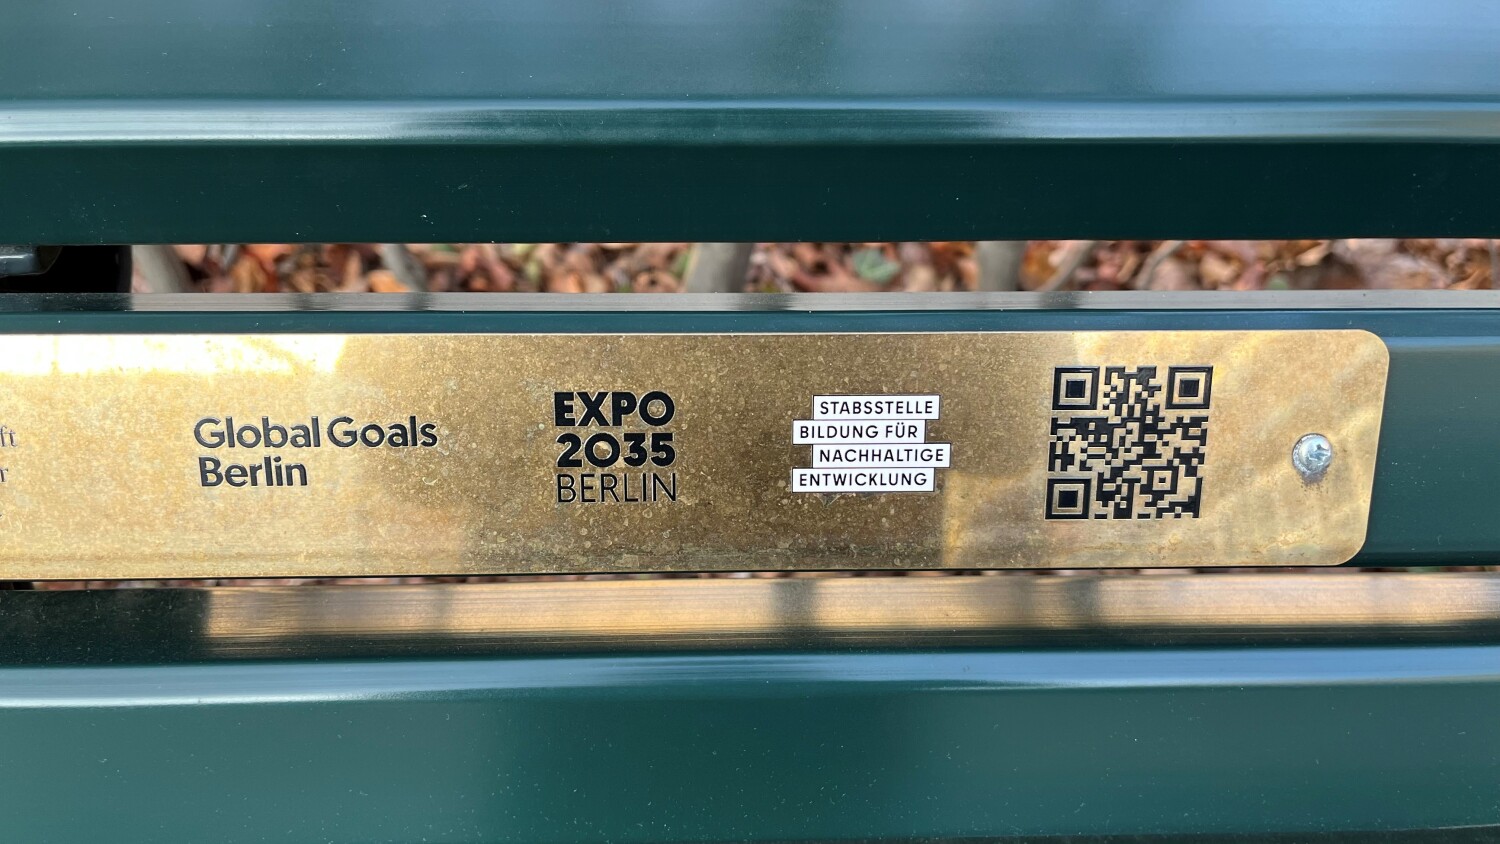 Global Goals
Berlin
EXPO
2035
BERLIN
STABSSTELLE
BILDUNG FÜR
NACHHALTIGE
ENTWICKLUNG